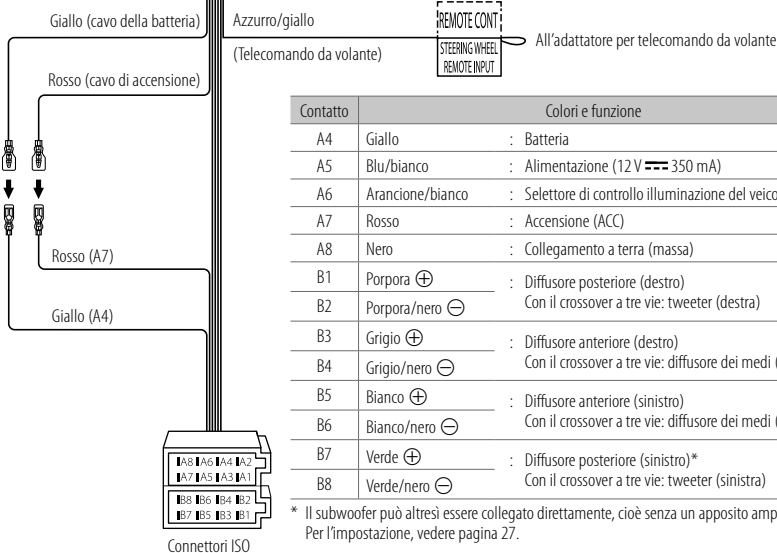 Giallo (cavo della batteria)
Azzurro/giallo
(Telecomando da volante)
REMOTE CONT
STEERING WHEEL
REMOTE INPUT
All'adattatore per telecomando da volante
Rosso (cavo di accensione)
Rosso (A7)
Giallo (A4)
Contatto Colori e funzione
A4 Giallo : Batteria
A5 Blu/bianco : Alimentazione (12 V ⎓ 350 mA)
A6 Arancione/bianco : Selettore di controllo illuminazione del veico
A7 Rosso : Accensione (ACC)
A8 Nero : Collegamento a terra (massa)
B1 Porpora ⊕ : Diffusore posteriore (destro)
B2 Porpora/nero ⊖ Con il crossover a tre vie: tweeter (destra)
B3 Grigio ⊕ : Diffusore anteriore (destro)
B4 Grigio/nero ⊖ Con il crossover a tre vie: diffusore dei medi (
B5 Bianco ⊕ : Diffusore anteriore (sinistro)
B6 Bianco/nero ⊖ Con il crossover a tre vie: diffusore dei medi (
B7 Verde ⊕ : Diffusore posteriore (sinistro)*
B8 Verde/nero ⊖ Con il crossover a tre vie: tweeter (sinistra)
* Il subwoofer può altresì essere collegato direttamente, cioè senza un apposito amp
Per l'impostazione, vedere pagina 27.
A8 A6 A4 A2
A7 A5 A3 A1
B8 B6 B4 B2
B7 B5 B3 B1
Connettori ISO